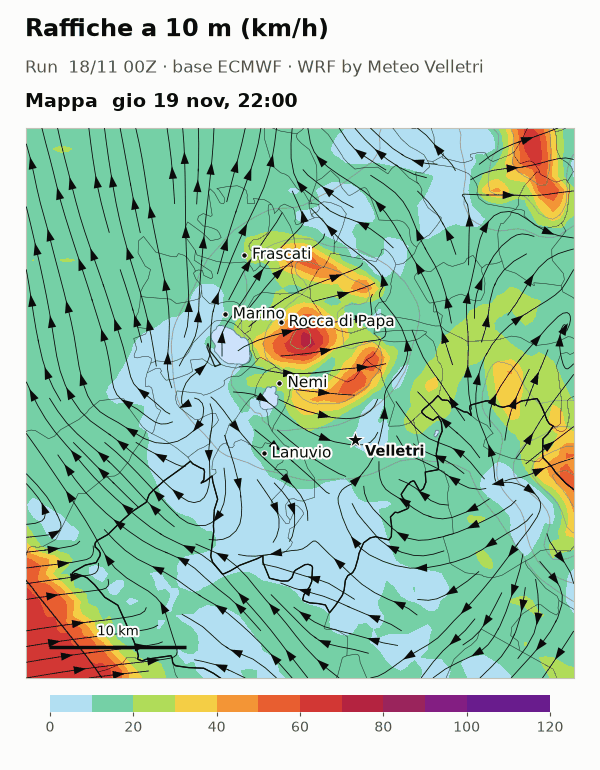 Raffiche a 10 m (km/h)
Run  18/11 00Z · base ECMWF · WRF by Meteo Velletri
Mappa  gio 19 nov, 22:00
Frascati
Marino
Rocca di Papa
Nemi
Velletri
Lanuvio
10 km
0 20 40 60 80 100 120